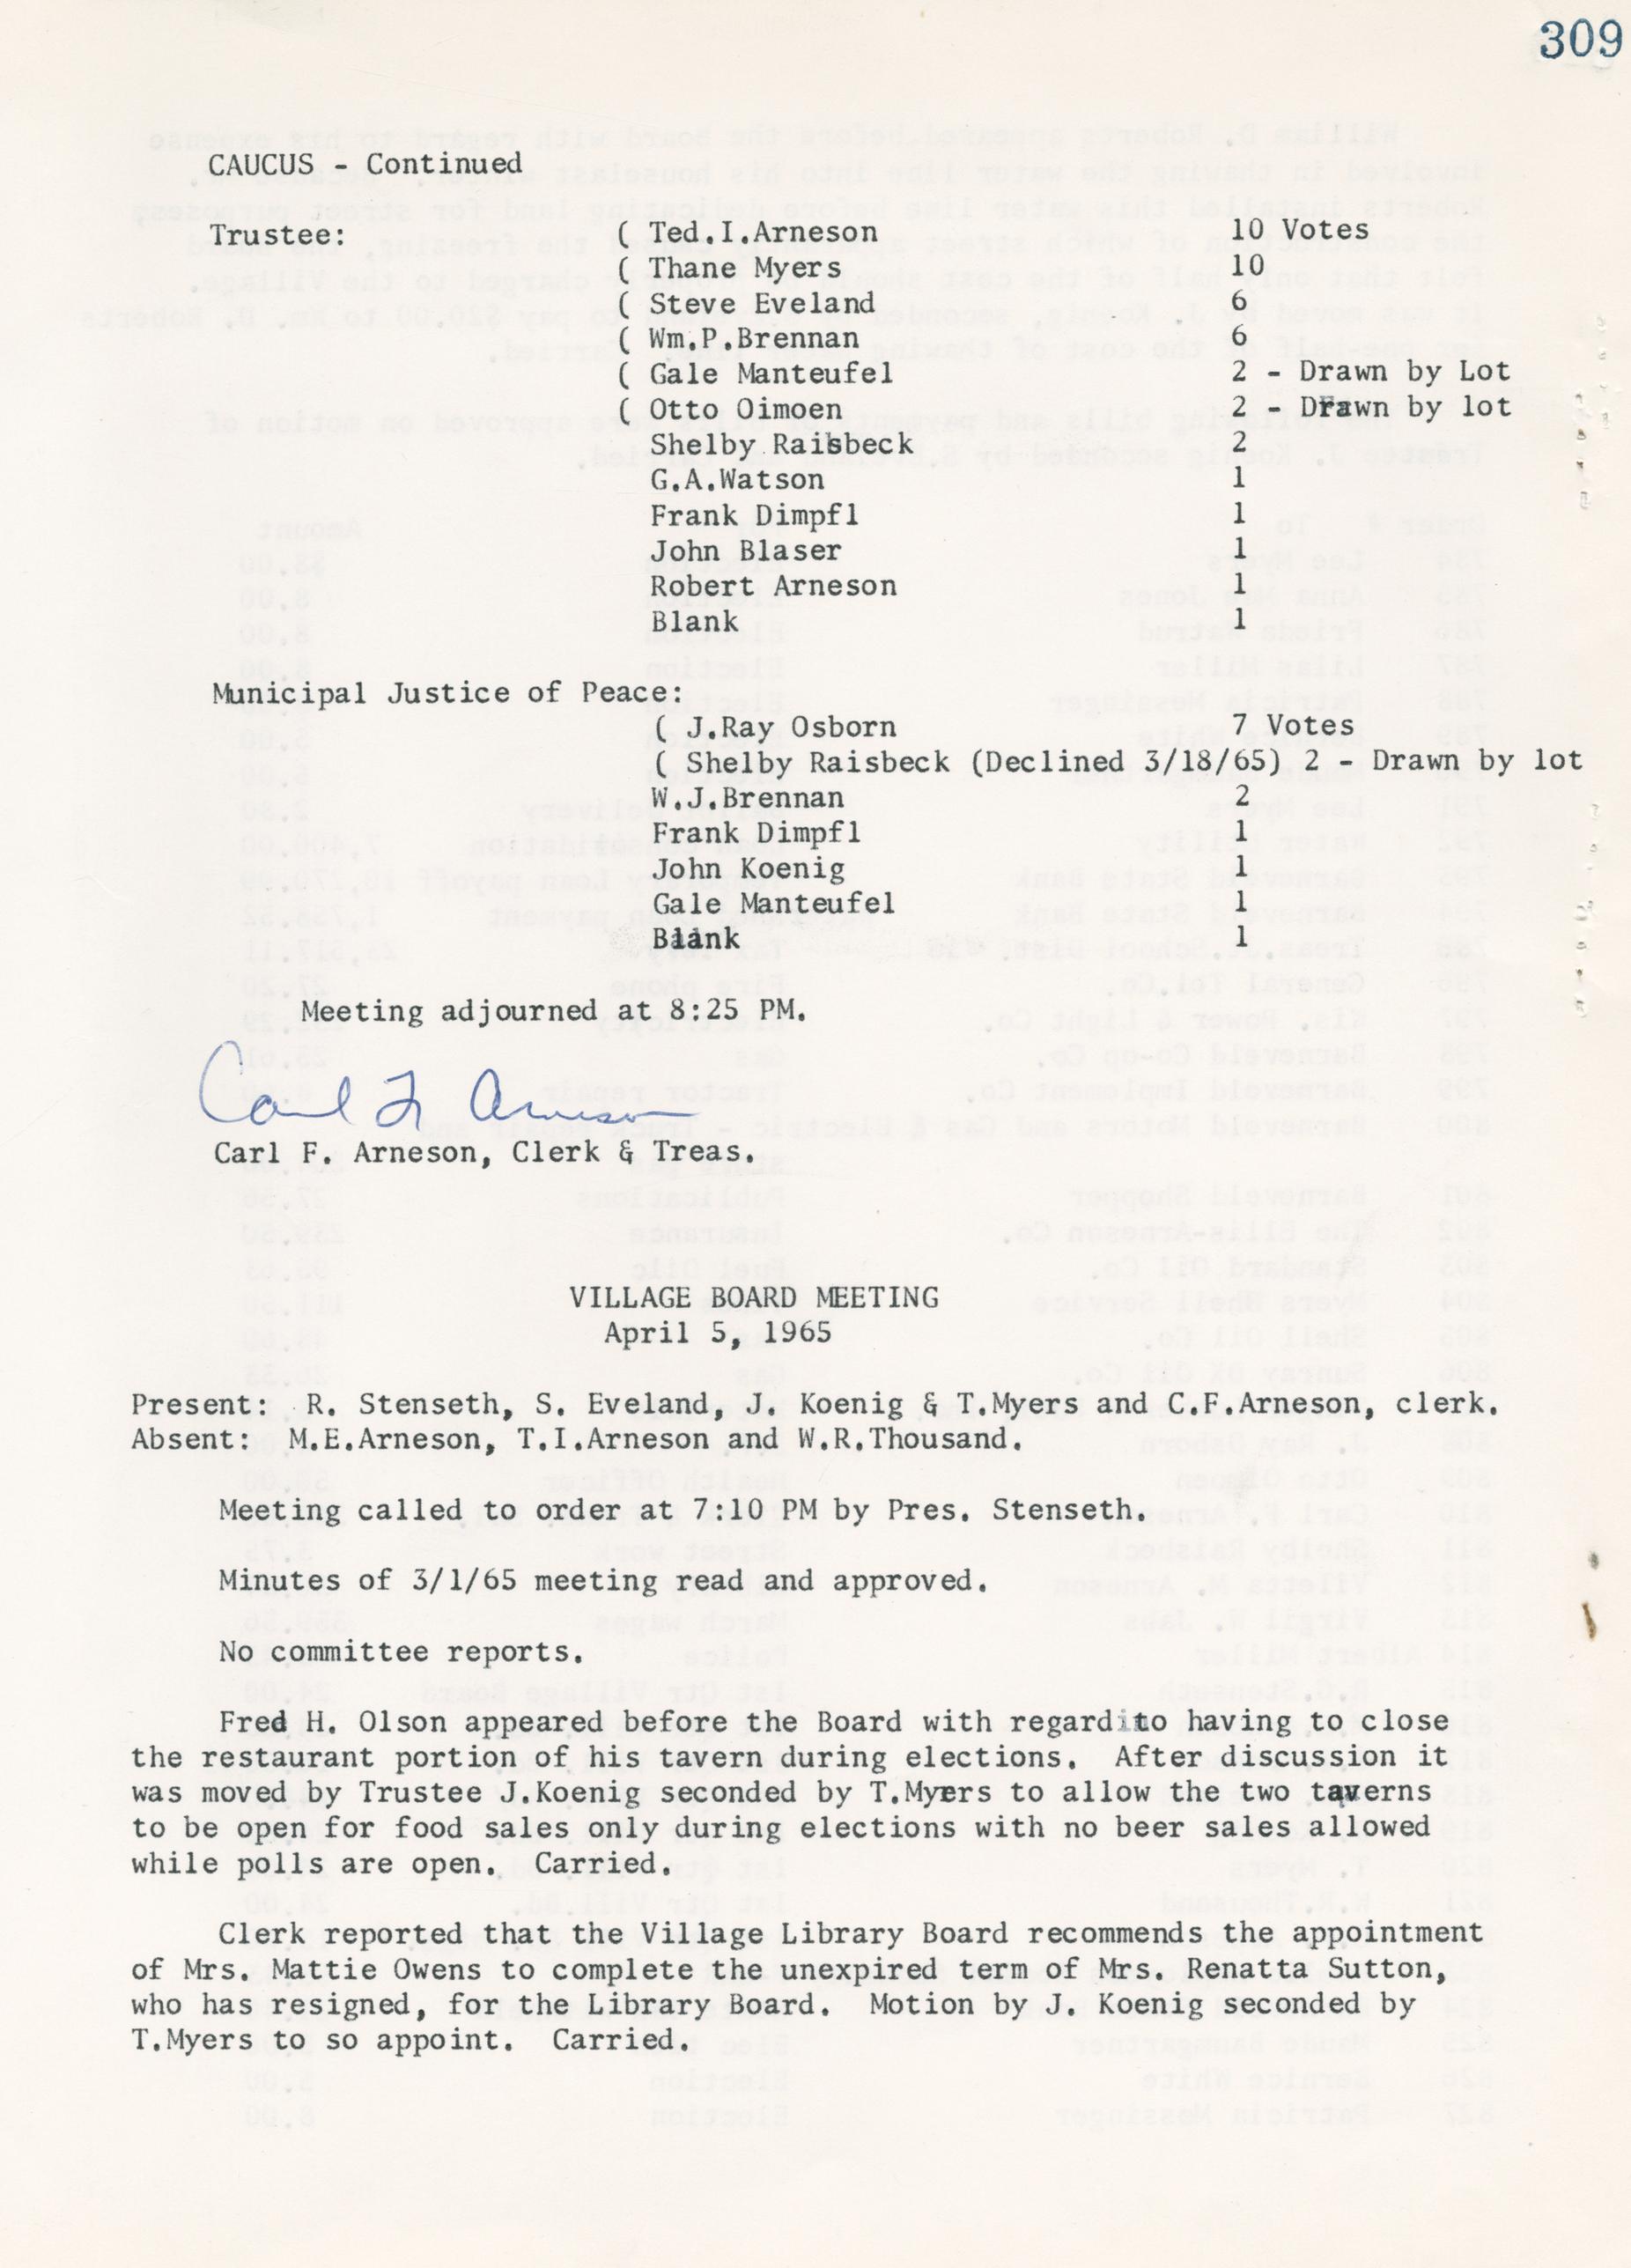 309
CAUCUS - Continued
Trustee: ( Ted.I.Arneson 10 Votes
( Thane Myers 10
( Steve Eveland 6
( Wm.P.Brennan 6
( Gale Manteufel 2 - Drawn by Lot
( Otto Oimoen 2 - Drawn by lot
Shelby Raisbeck 2
G.A.Watson 1
Frank Dimpfl 1
John Blaser 1
Robert Arneson 1
Blank 1
Municipal Justice of Peace:
( J.Ray Osborn 7 Votes
( Shelby Raisbeck (Declined 3/18/65) 2 - Drawn by lot
W.J.Brennan 2
Frank Dimpfl 1
John Koenig 1
Gale Manteufel 1
Blank 1
Meeting adjourned at 8:25 PM.
Carl F Arneson
Carl F. Arneson, Clerk & Treas.
VILLAGE BOARD MEETING
April 5, 1965
Present: R. Stenseth, S. Eveland, J. Koenig & T.Myers and C.F.Arneson, clerk.
Absent: M.E.Arneson, T.I.Arneson and W.R.Thousand.
Meeting called to order at 7:10 PM by Pres. Stenseth.
Minutes of 3/1/65 meeting read and approved.
No committee reports.
Fred H. Olson appeared before the Board with regard to having to close
the restaurant portion of his tavern during elections. After discussion it
was moved by Trustee J.Koenig seconded by T.Myers to allow the two taverns
to be open for food sales only during elections with no beer sales allowed
while polls are open. Carried.
Clerk reported that the Village Library Board recommends the appointment
of Mrs. Mattie Owens to complete the unexpired term of Mrs. Renatta Sutton,
who has resigned, for the Library Board. Motion by J. Koenig seconded by
T.Myers to so appoint. Carried.